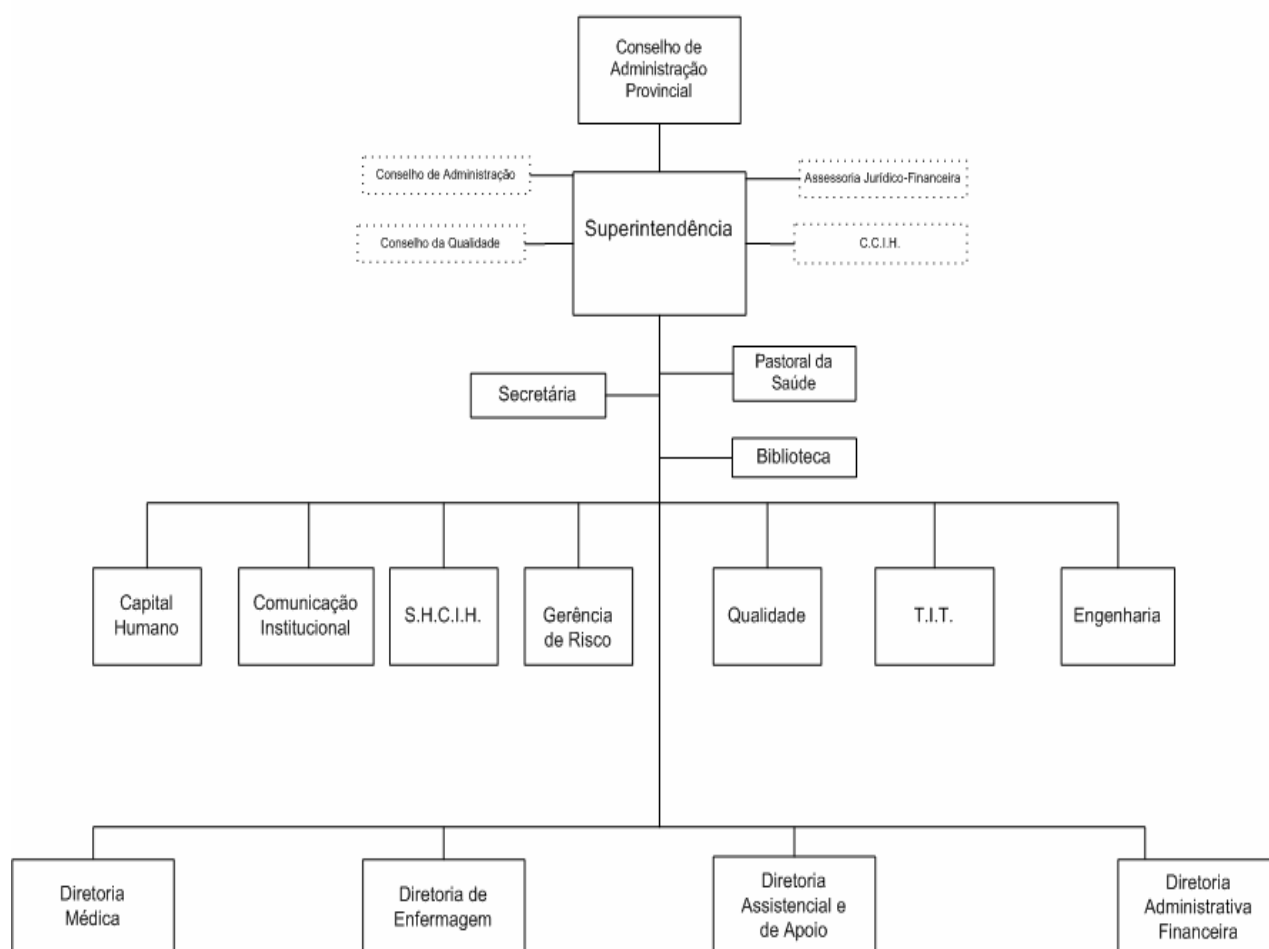 Conselho de
Administração
Provincial
Conselho de Administração
Assessoria Jurídico-Financeira
Superintendência
Conselho da Qualidade
C.C.I.H.
Pastoral da
Saúde
Secretária
Biblioteca
Capital
Humano
Comunicação
Institucional
S.H.C.I.H.
Gerência
de Risco
Qualidade
T.I.T.
Engenharia
Diretoria
Médica
Diretoria de
Enfermagem
Diretoria
Assistencial e
de Apoio
Diretoria
Administrativa
Financeira